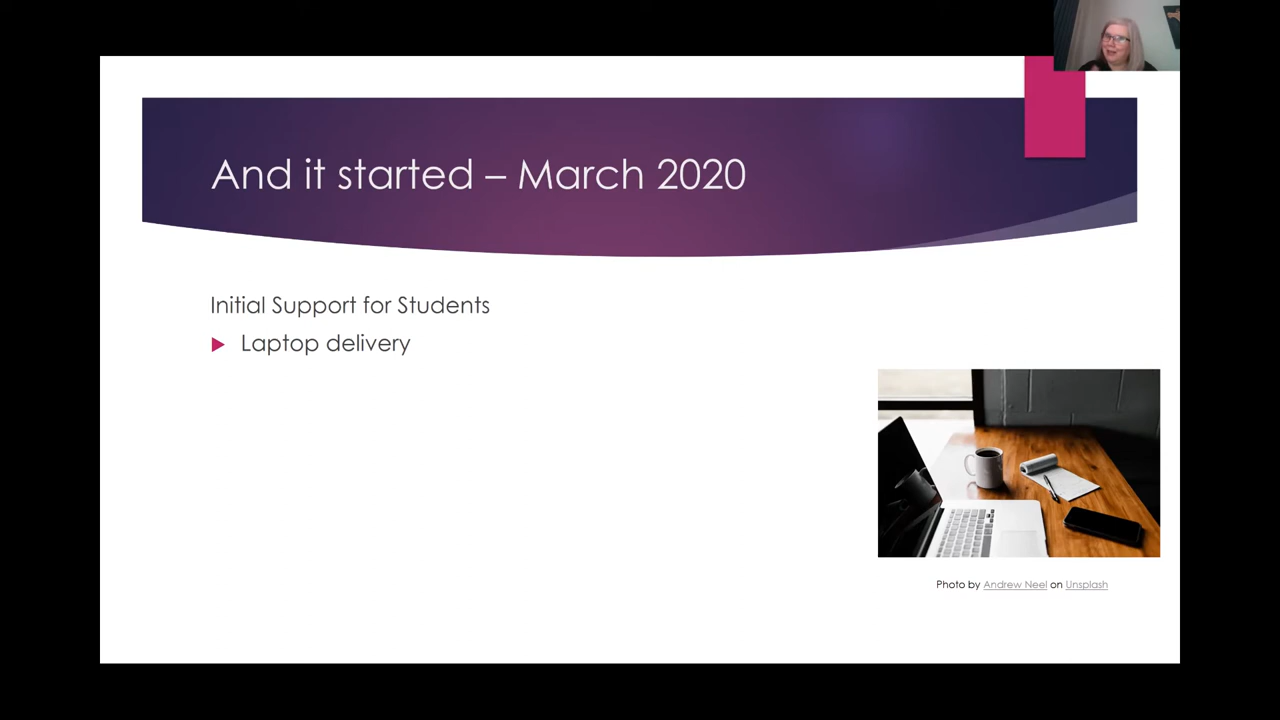 And it started – March 2020
Initial Support for Students
Laptop delivery
Photo by Andrew Neel on Unsplash